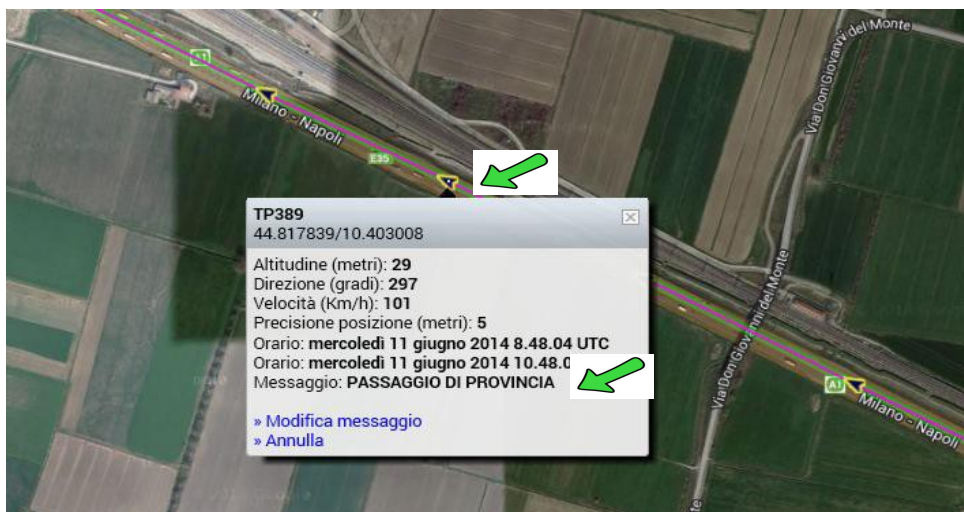 del Monte
Via Don Giovanni
A1
Milano - Napoli
E35
TP389
44.817839/10.403008
Altitudine (metri): 29
Direzione (gradi): 297
Velocità (Km/h): 101
Precisione posizione (metri): 5
Orario: mercoledì 11 giugno 2014 8.48.04 UTC
Orario: mercoledì 11 giugno 2014 10.48.0
Messaggio: PASSAGGIO DI PROVINCIA
» Modifica messaggio
» Annulla
Via Don Giovanni del Monte
A1
Milano - Napoli